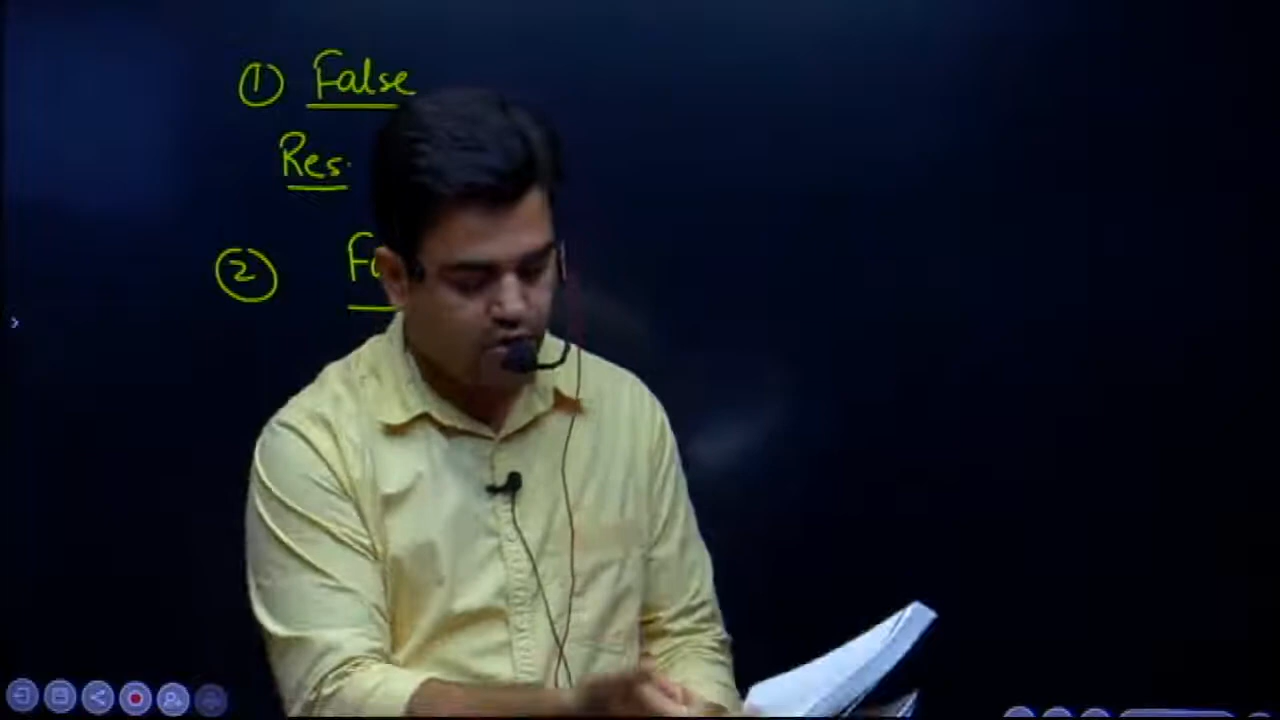 ① False
Res.
②